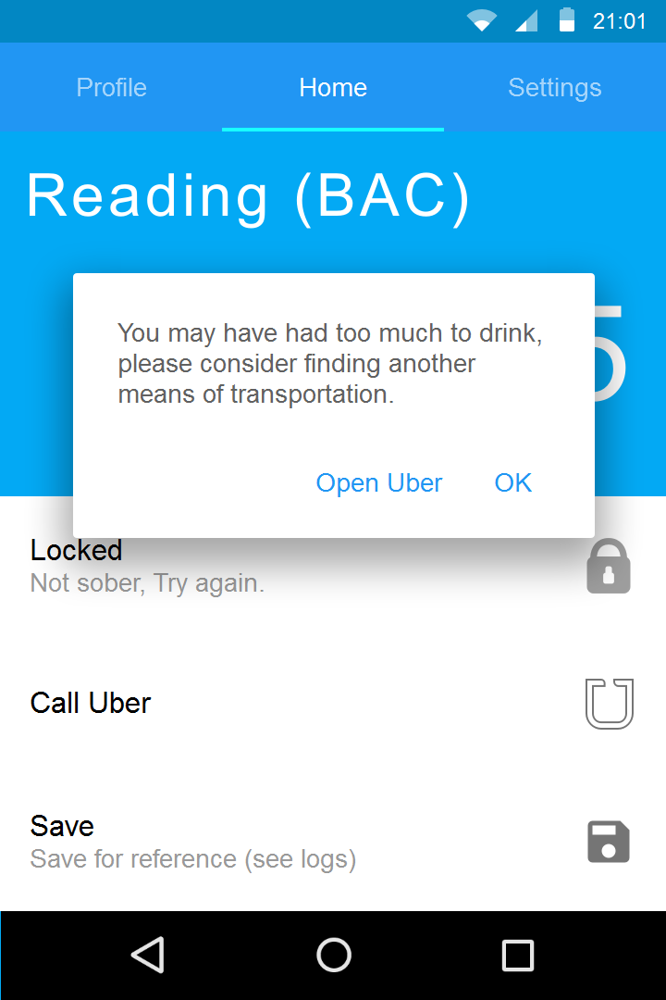 21:01
Profile
Home
Settings
Reading (BAC)
5
You may have had too much to drink,
please consider finding another
means of transportation.
Open Uber
OK
Locked
Not sober, Try again.
Call Uber
Save
Save for reference (see logs)